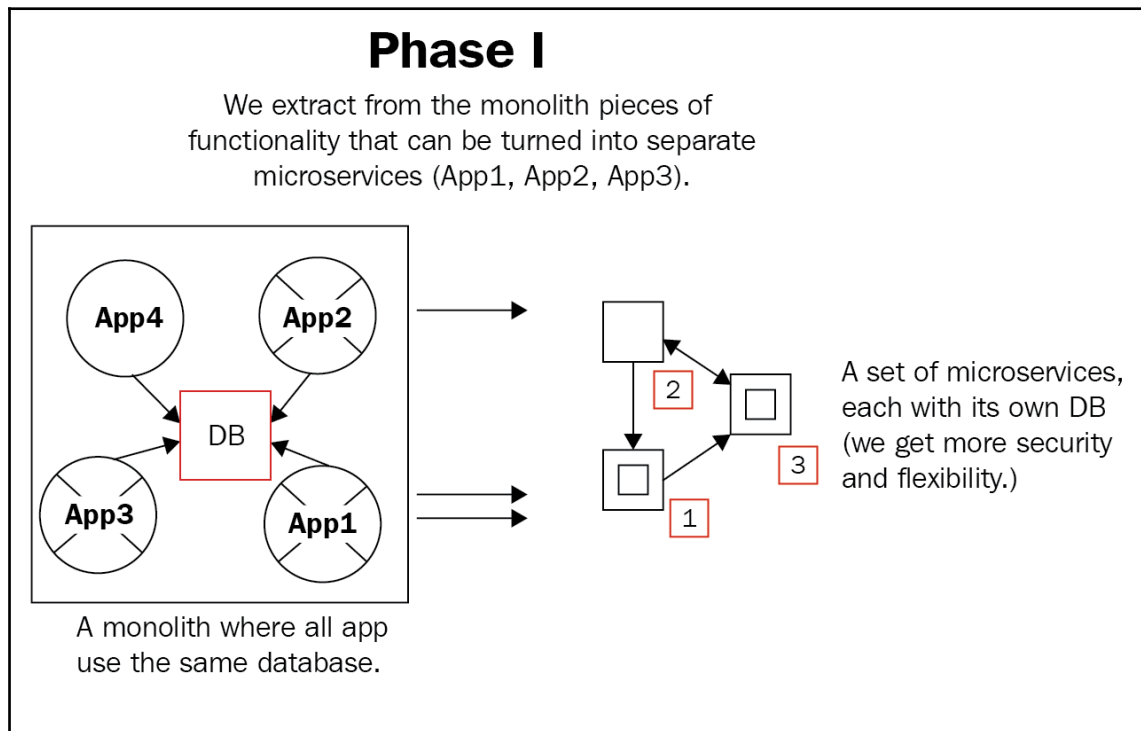 Phase I
We extract from the monolith pieces of
functionality that can be turned into separate
microservices (App1, App2, App3).
App4
App2
DB
App3
App1
A monolith where all app
use the same database.
2
3
1
A set of microservices,
each with its own DB
(we get more security
and flexibility.)